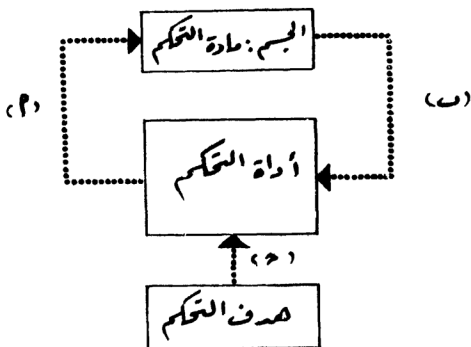 الجسم : مادة التحكم
(م)
(ب)
أداة التحكم
(ج)
هدف التحكم